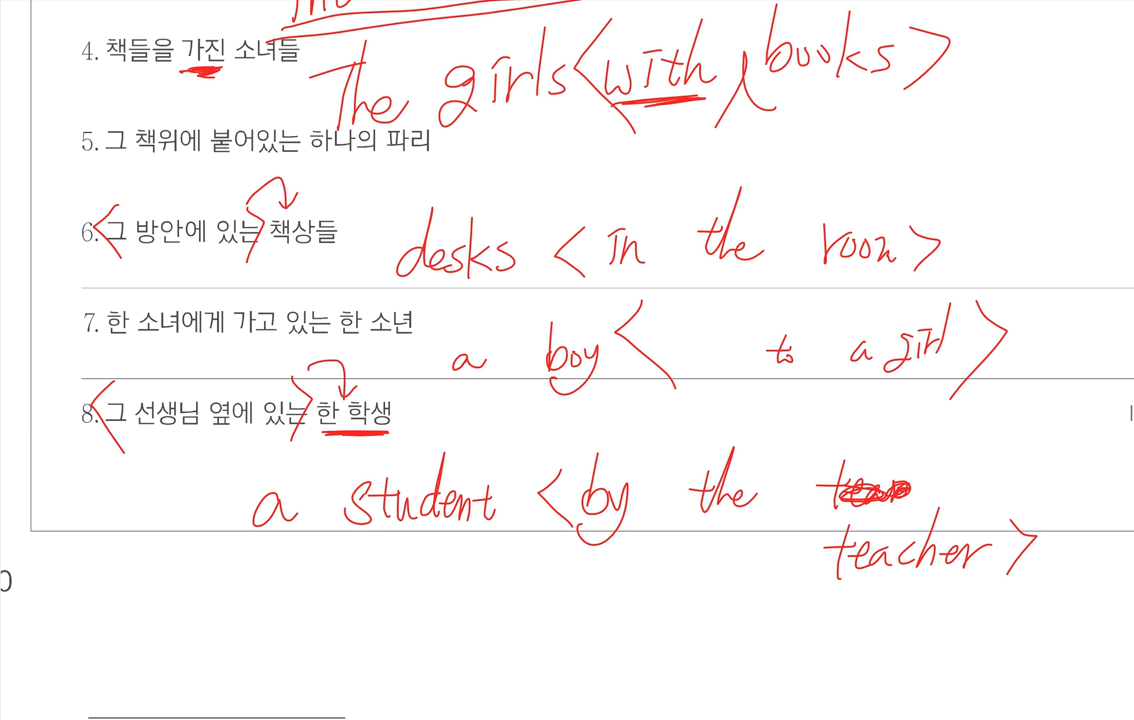 4. 책들을 가진 소녀들
The girls <with books>
5. 그 책위에 붙어있는 하나의 파리
6. 그 방안에 있는 책상들
desks < in the room >
7. 한 소녀에게 가고 있는 한 소년
a boy < to a girl >
8. 그 선생님 옆에 있는 한 학생
a student < by the
teacher >